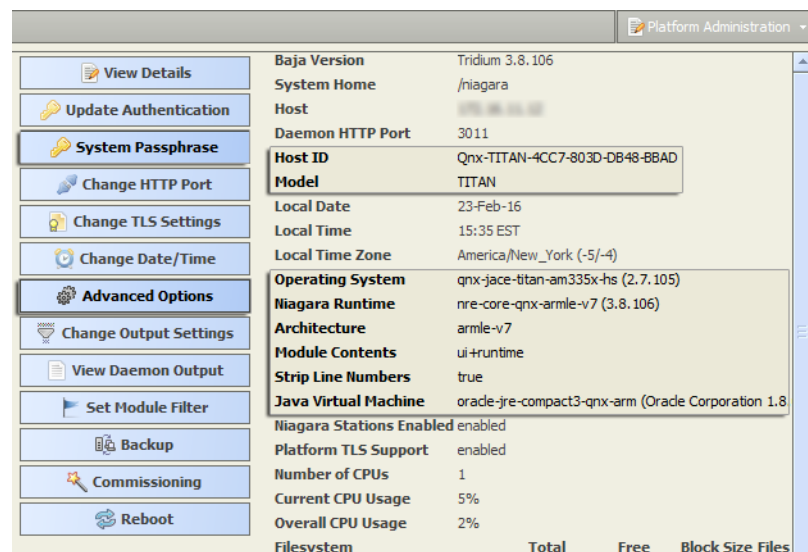 Platform Administration
View Details
Update Authentication
System Passphrase
Change HTTP Port
Change TLS Settings
Change Date/Time
Advanced Options
Change Output Settings
View Daemon Output
Set Module Filter
Backup
Commissioning
Reboot
Baja Version Tridium 3.8.106
System Home /niagara
Host
Daemon HTTP Port 3011
Host ID Qnx-TITAN-4CC7-803D-DB48-BBAD
Model TITAN
Local Date 23-Feb-16
Local Time 15:35 EST
Local Time Zone America/New_York (-5/-4)
Operating System qnx-jace-titan-am335x-hs (2.7.105)
Niagara Runtime nre-core-qnx-armle-v7 (3.8.106)
Architecture armle-v7
Module Contents ui+runtime
Strip Line Numbers true
Java Virtual Machine oracle-jre-compact3-qnx-arm (Oracle Corporation 1.8
Niagara Stations Enabled enabled
Platform TLS Support enabled
Number of CPUs 1
Current CPU Usage 5%
Overall CPU Usage 2%
Filesystem Total Free Block Size Files